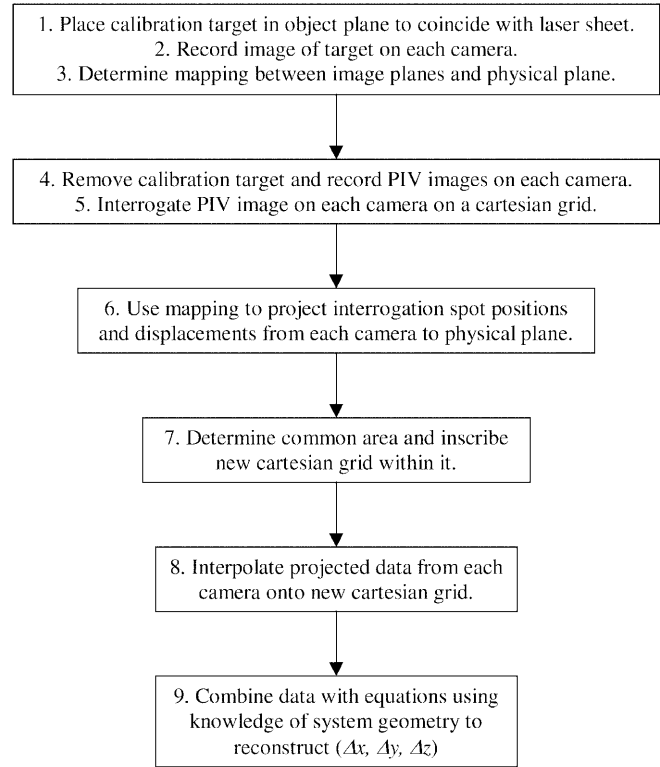 1. Place calibration target in object plane to coincide with laser sheet.
2. Record image of target on each camera.
3. Determine mapping between image planes and physical plane.
4. Remove calibration target and record PIV images on each camera.
5. Interrogate PIV image on each camera on a cartesian grid.
6. Use mapping to project interrogation spot positions
and displacements from each camera to physical plane.
7. Determine common area and inscribe
new cartesian grid within it.
8. Interpolate projected data from each
camera onto new cartesian grid.
9. Combine data with equations using
knowledge of system geometry to
reconstruct (Δx, Δy, Δz)